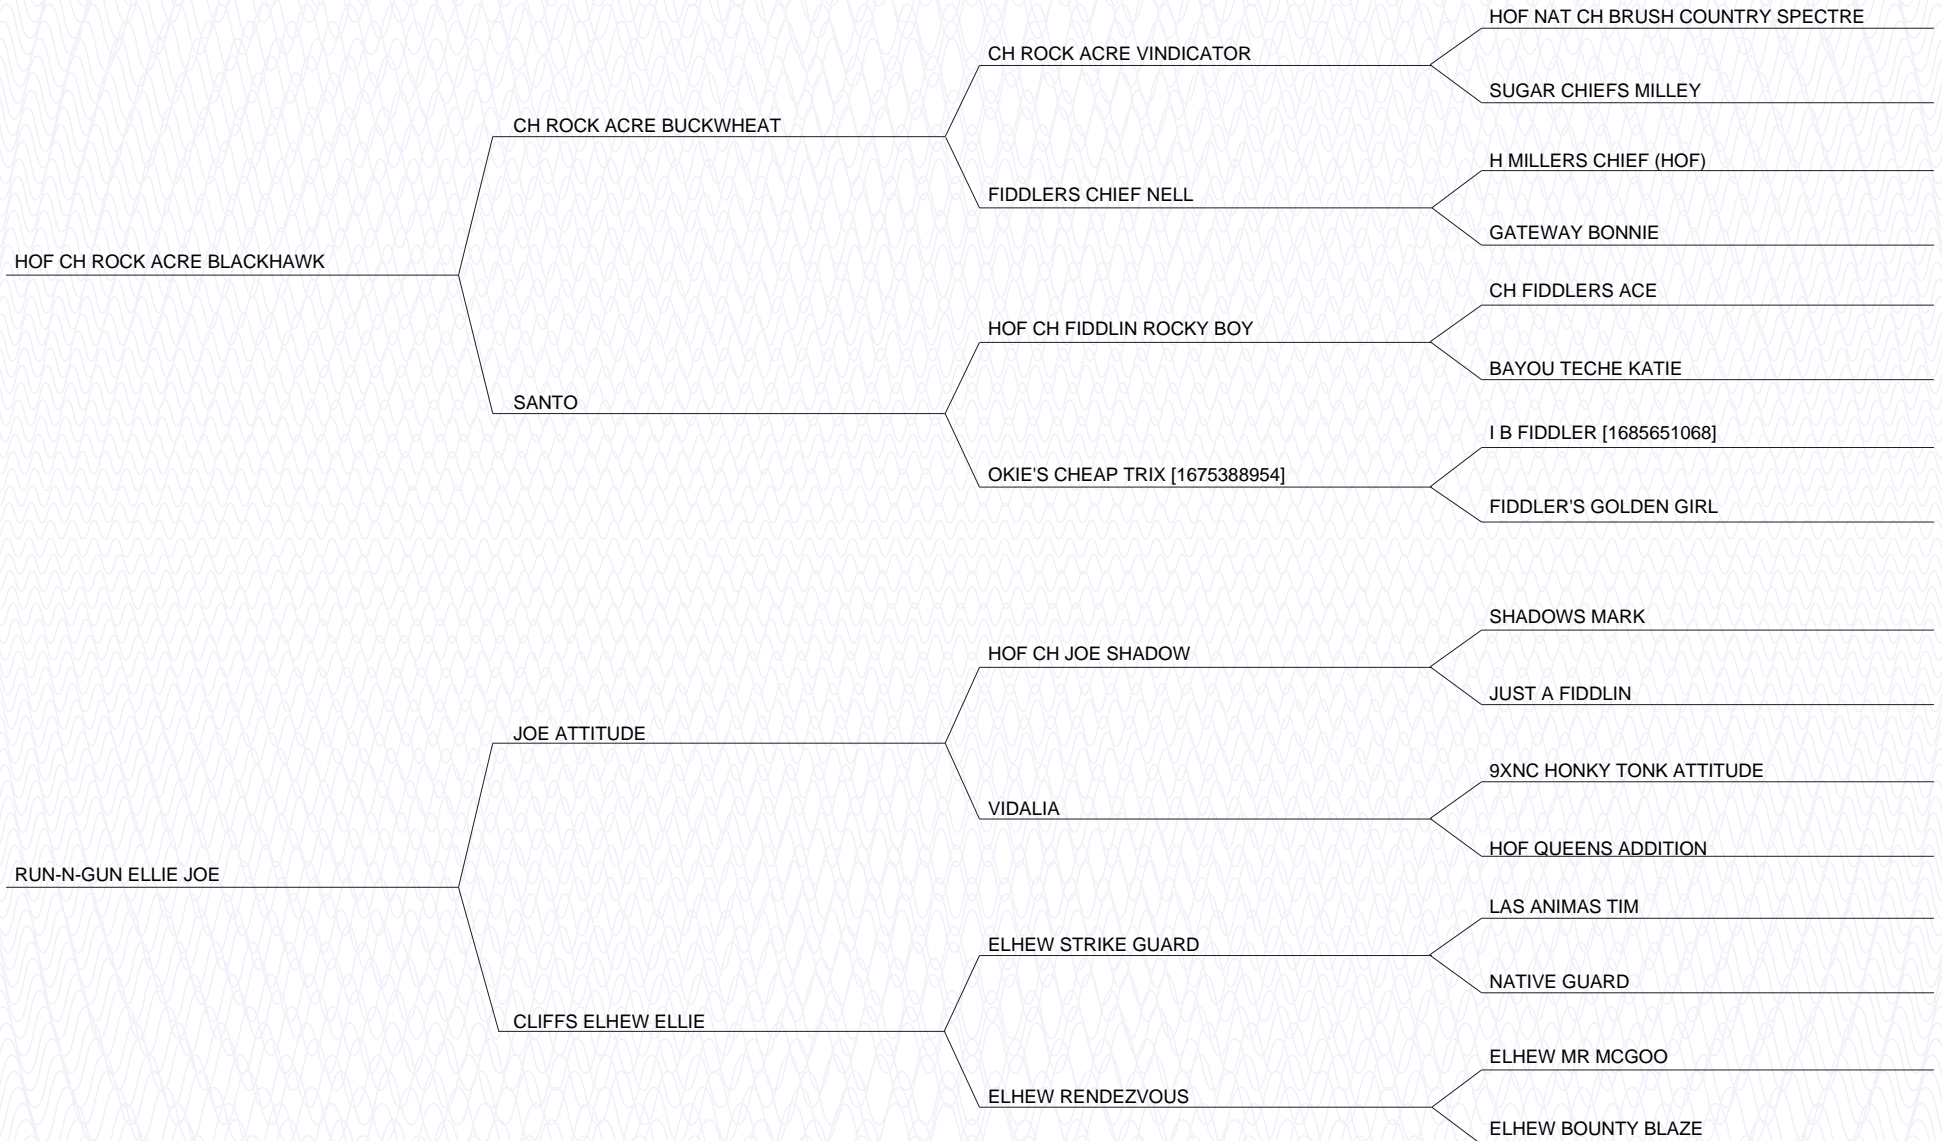 HOF NAT CH BRUSH COUNTRY SPECTRE
CH ROCK ACRE VINDICATOR
SUGAR CHIEFS MILLEY
CH ROCK ACRE BUCKWHEAT
H MILLERS CHIEF (HOF)
FIDDLERS CHIEF NELL
GATEWAY BONNIE
HOF CH ROCK ACRE BLACKHAWK
CH FIDDLERS ACE
HOF CH FIDDLIN ROCKY BOY
BAYOU TECHE KATIE
SANTO
I B FIDDLER [1685651068]
OKIE'S CHEAP TRIX [1675388954]
FIDDLER'S GOLDEN GIRL
SHADOWS MARK
HOF CH JOE SHADOW
JUST A FIDDLIN
JOE ATTITUDE
9XNC HONKY TONK ATTITUDE
VIDALIA
HOF QUEENS ADDITION
RUN-N-GUN ELLIE JOE
LAS ANIMAS TIM
ELHEW STRIKE GUARD
NATIVE GUARD
CLIFFS ELHEW ELLIE
ELHEW MR MCGOO
ELHEW RENDEZVOUS
ELHEW BOUNTY BLAZE